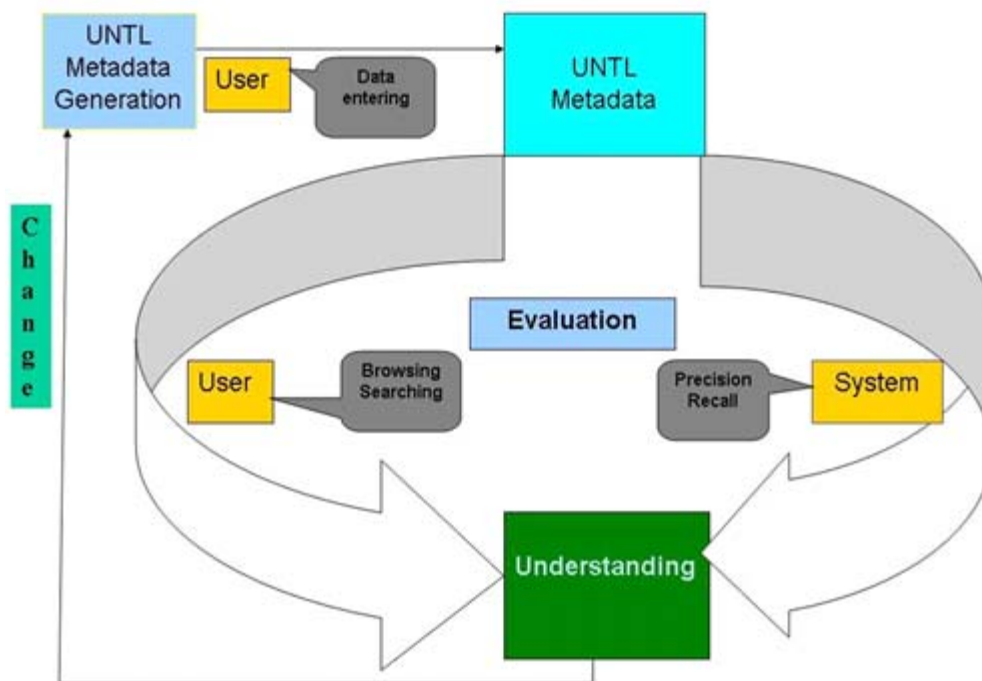 UNTL
Metadata
Generation
User
Data
entering
UNTL
Metadata
C
h
a
n
g
e
Evaluation
User
Browsing
Searching
Precision
Recall
System
Understanding